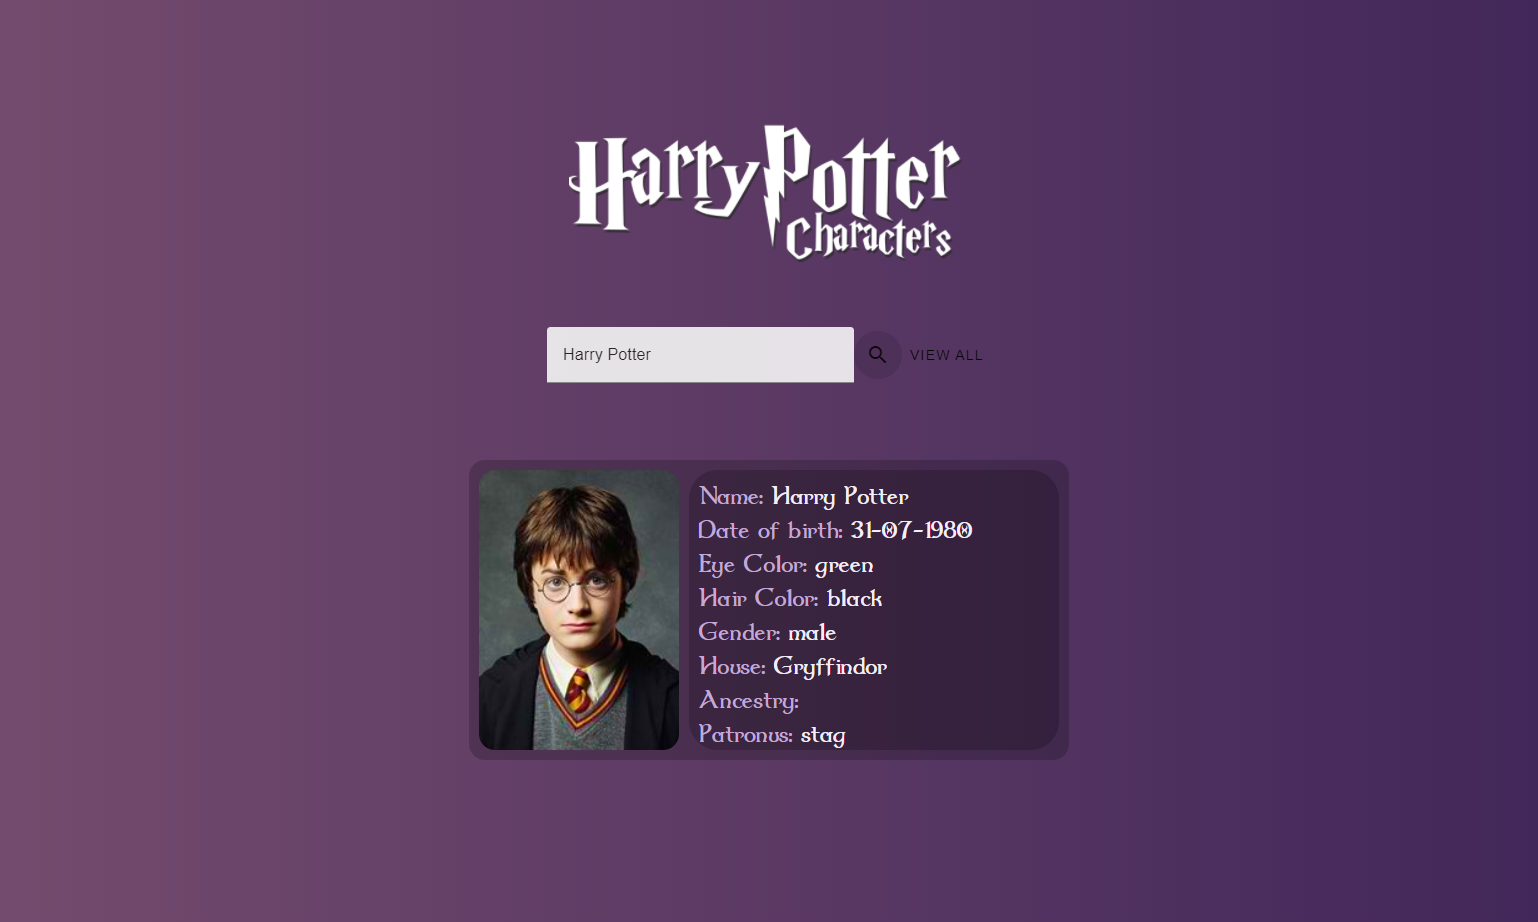 Harry Potter
Characters
Harry Potter
VIEW ALL
Name: Harry Potter
Date of birth: 31-07-1980
Eye Color: green
Hair Color: black
Gender: male
House: Gryffindor
Ancestry:
Patronus: stag